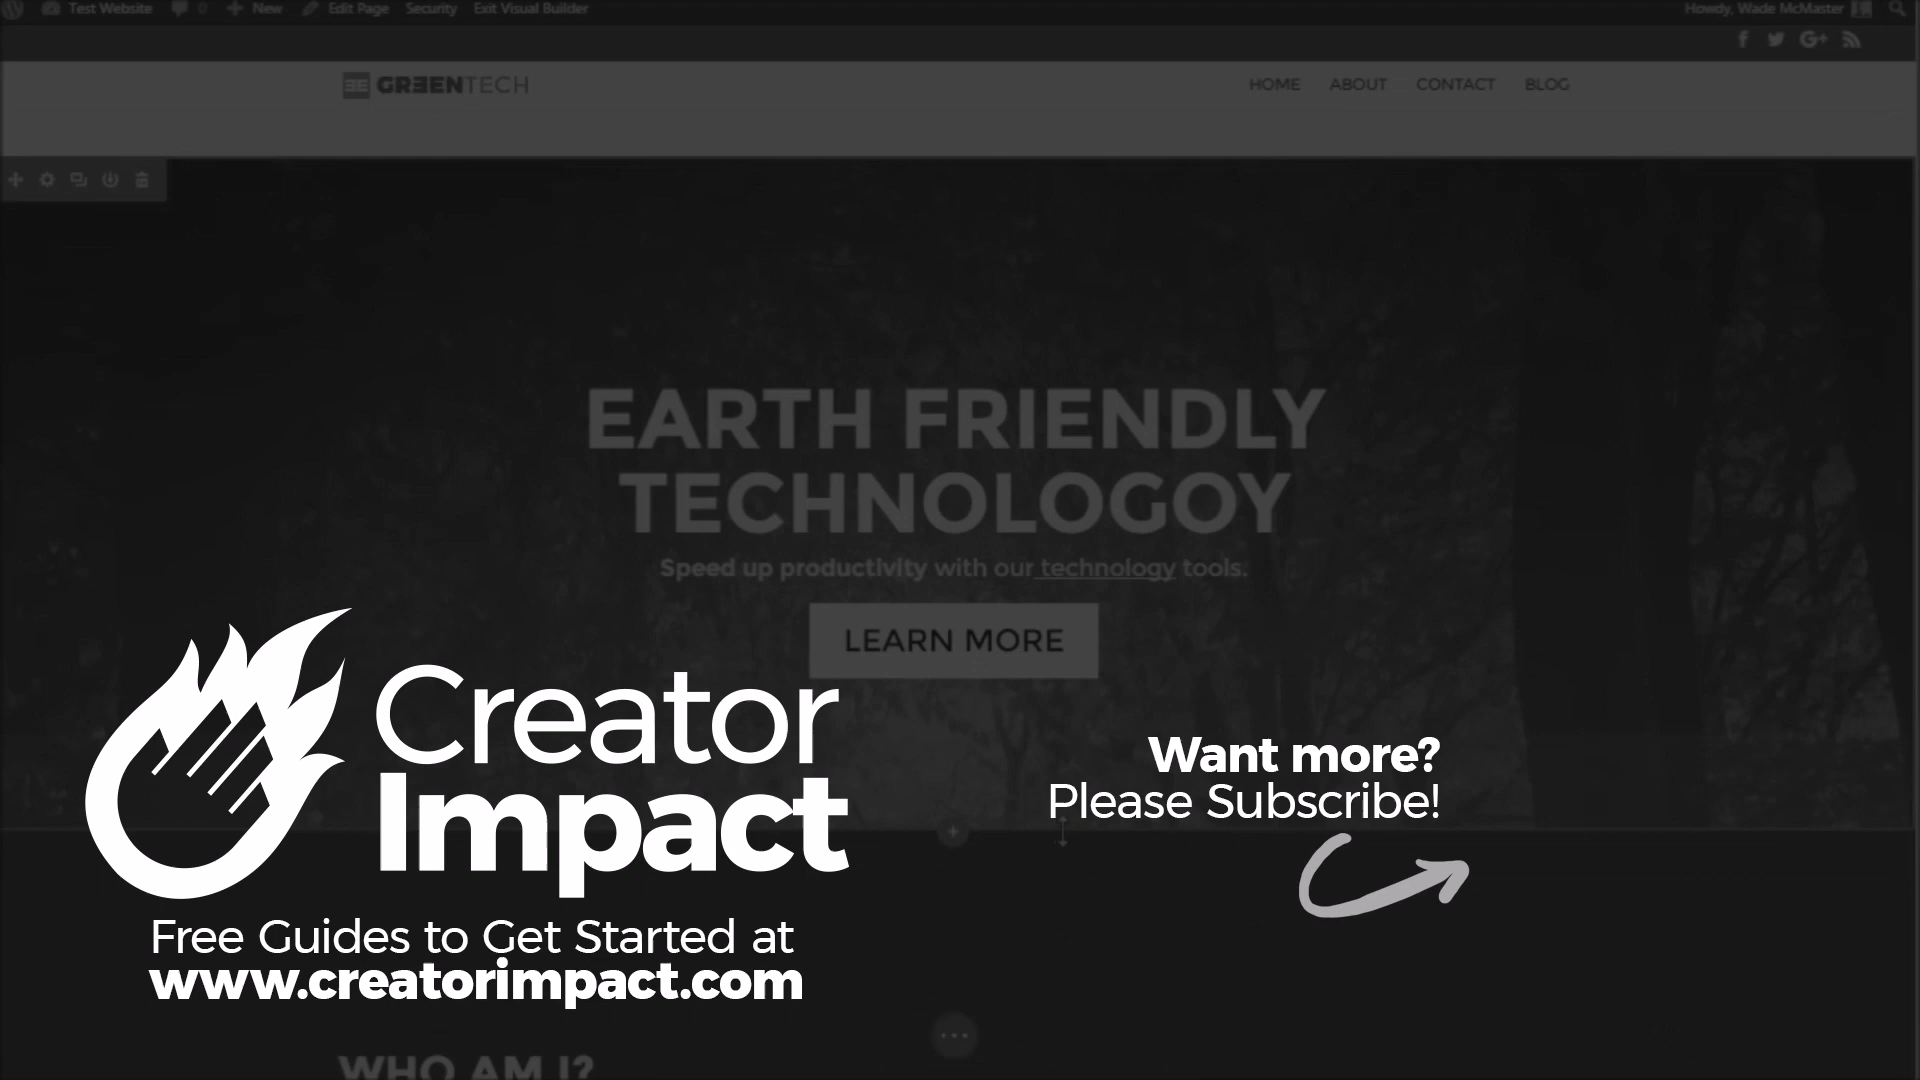 Test Website 0 New Edit Page Security Exit Visual Builder Howdy, Wade McMaster
GREENTECH HOME ABOUT CONTACT BLOG
EARTH FRIENDLY
TECHNOLOGOY
Speed up productivity with our technology tools.
LEARN MORE
Creator
Impact
Want more?
Please Subscribe!
Free Guides to Get Started at
www.creatorimpact.com
WHO AM I?